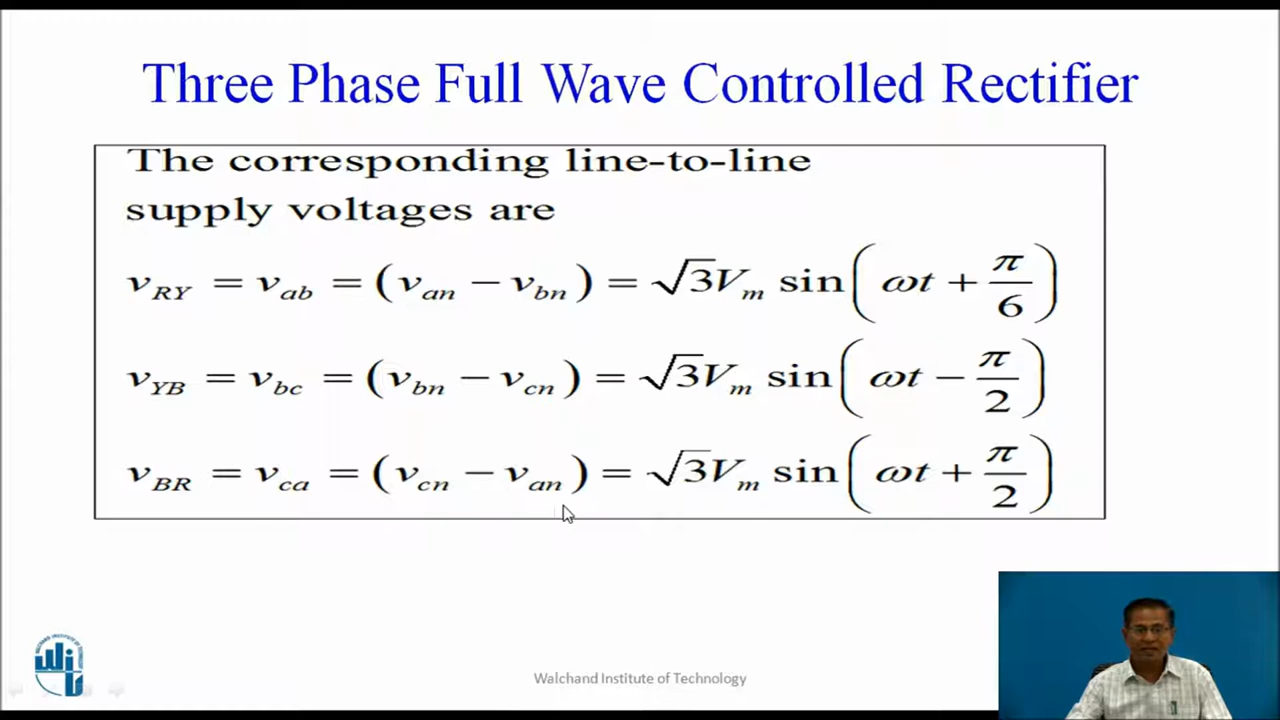 Three Phase Full Wave Controlled Rectifier
The corresponding line-to-line
supply voltages are
v_RY = v_ab = (v_an − v_bn) = √3V_m sin(ωt + π/6)
v_YB = v_bc = (v_bn − v_cn) = √3V_m sin(ωt − π/2)
v_BR = v_ca = (v_cn − v_an) = √3V_m sin(ωt + π/2)
Walchand Institute of Technology